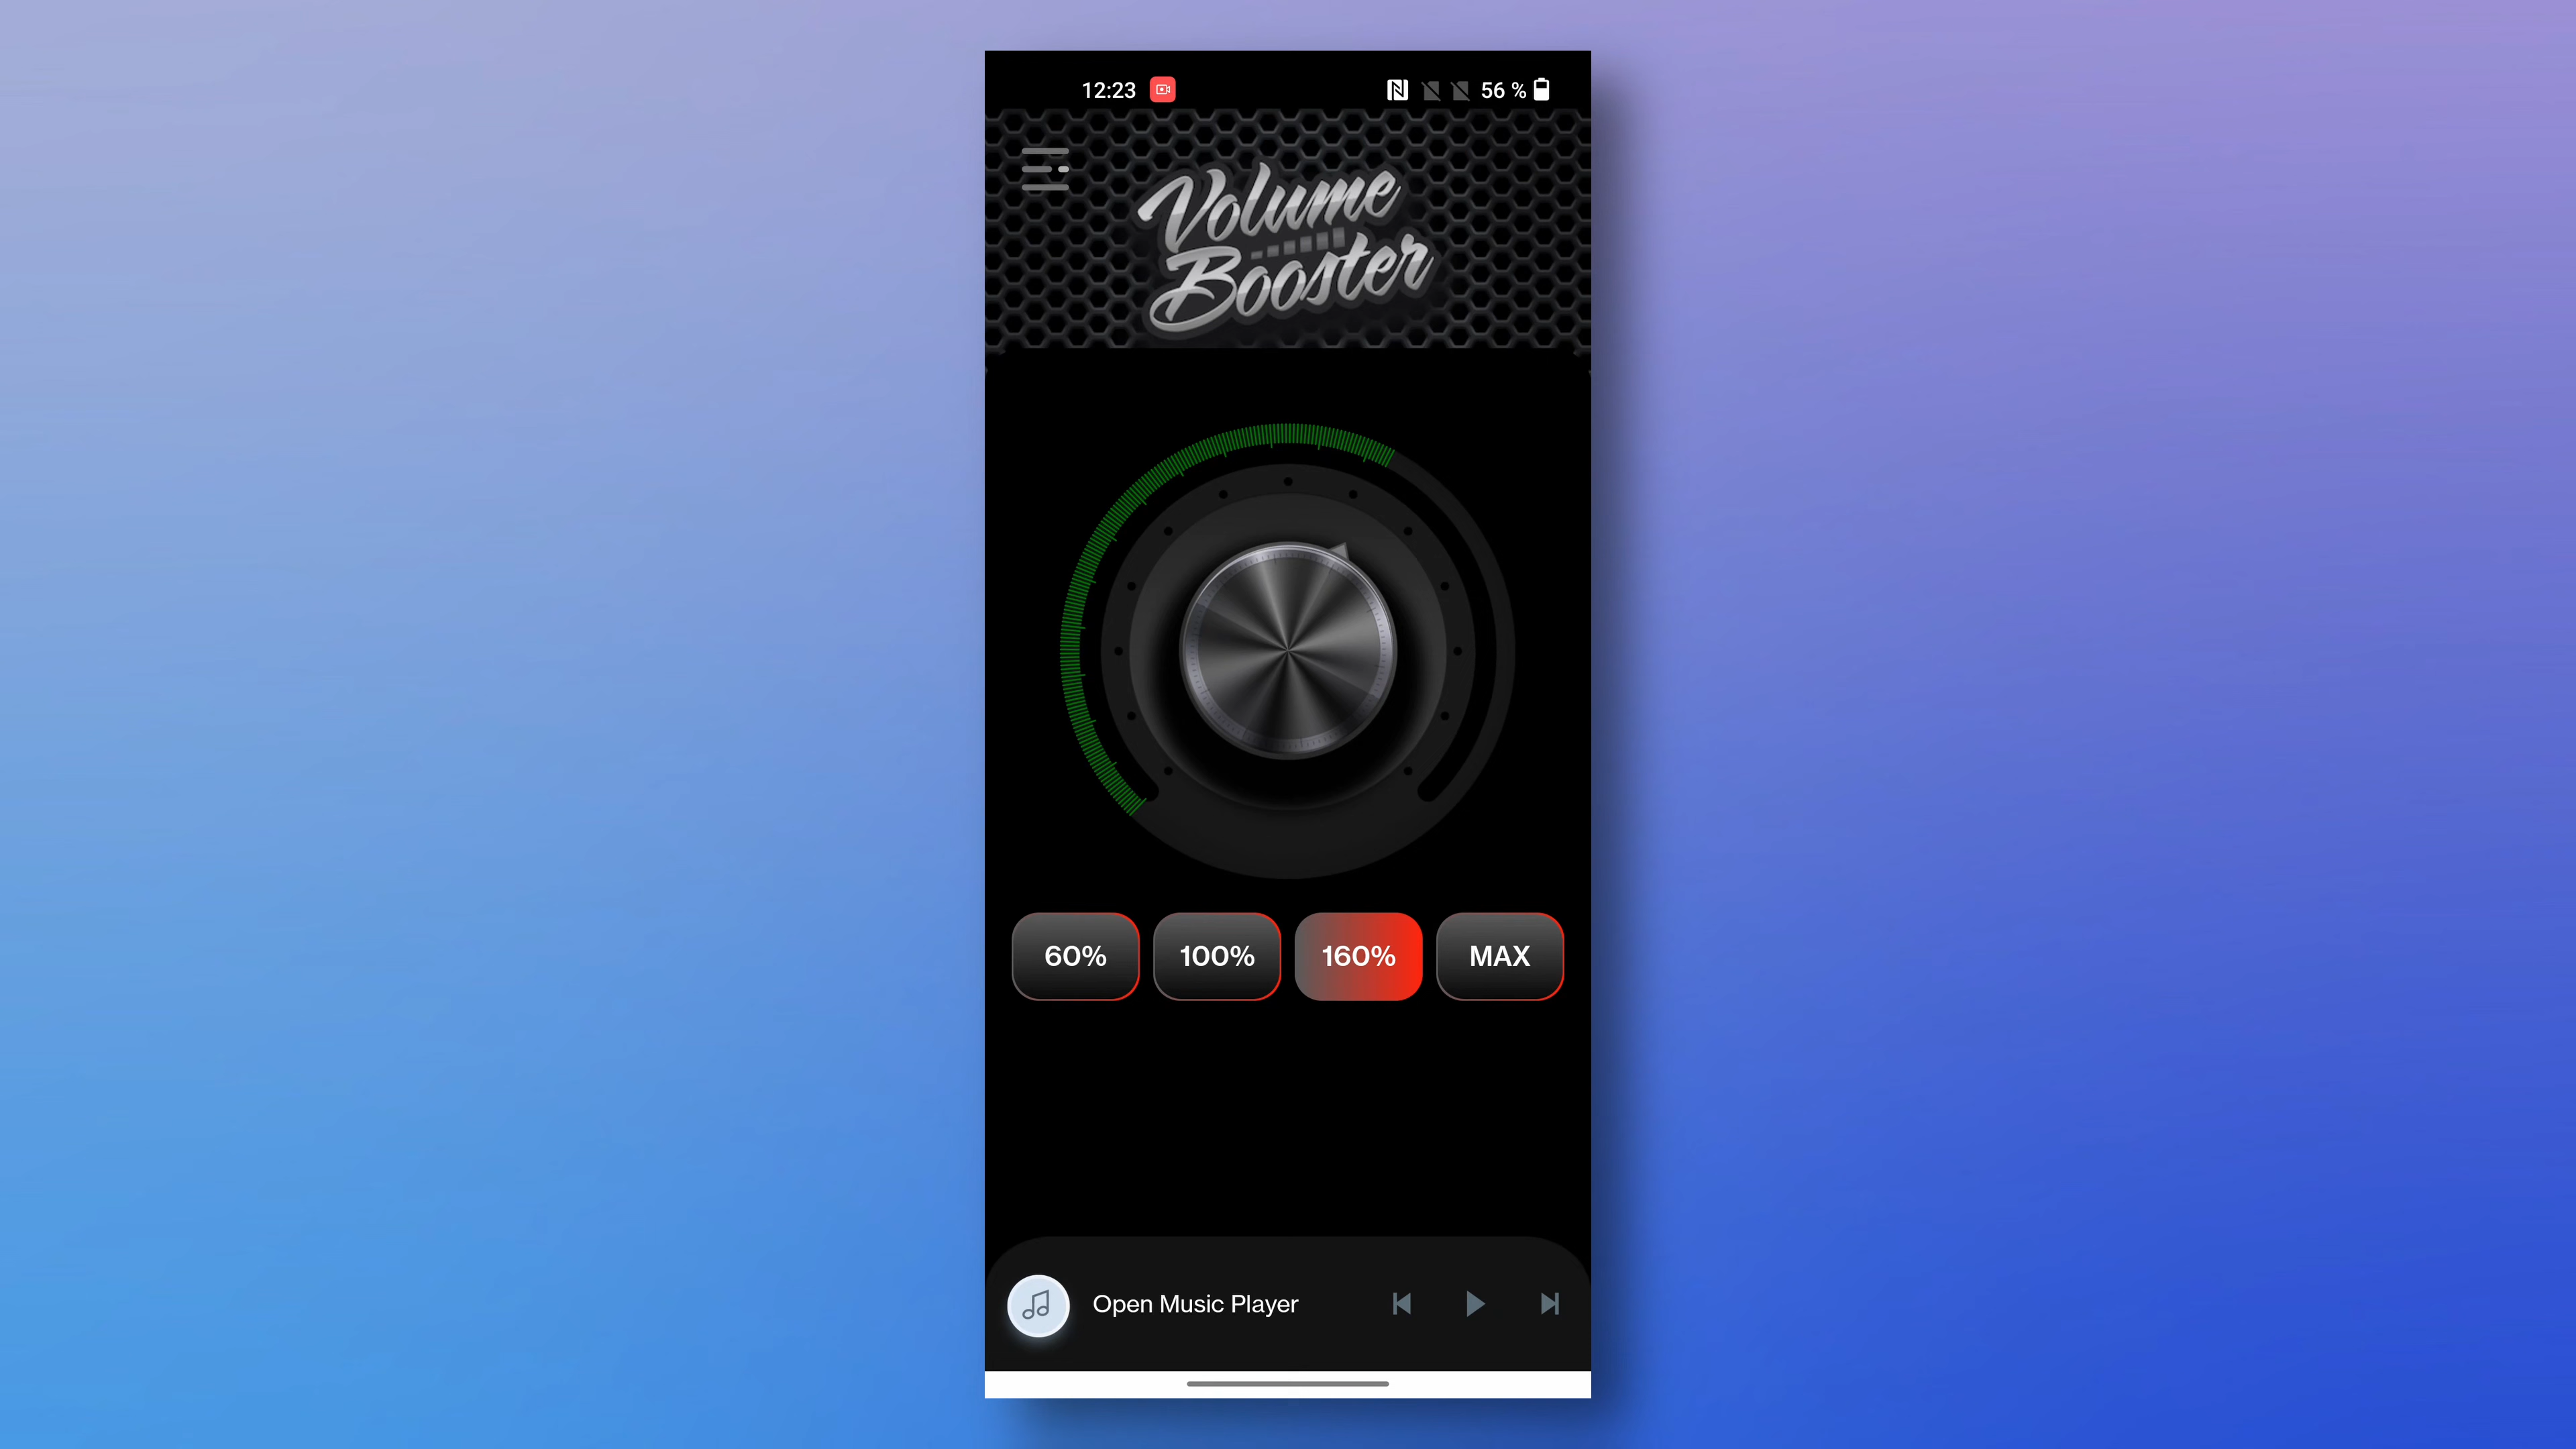 12:23
56 %
Volume
Booster
60% 100% 160% MAX
Open Music Player